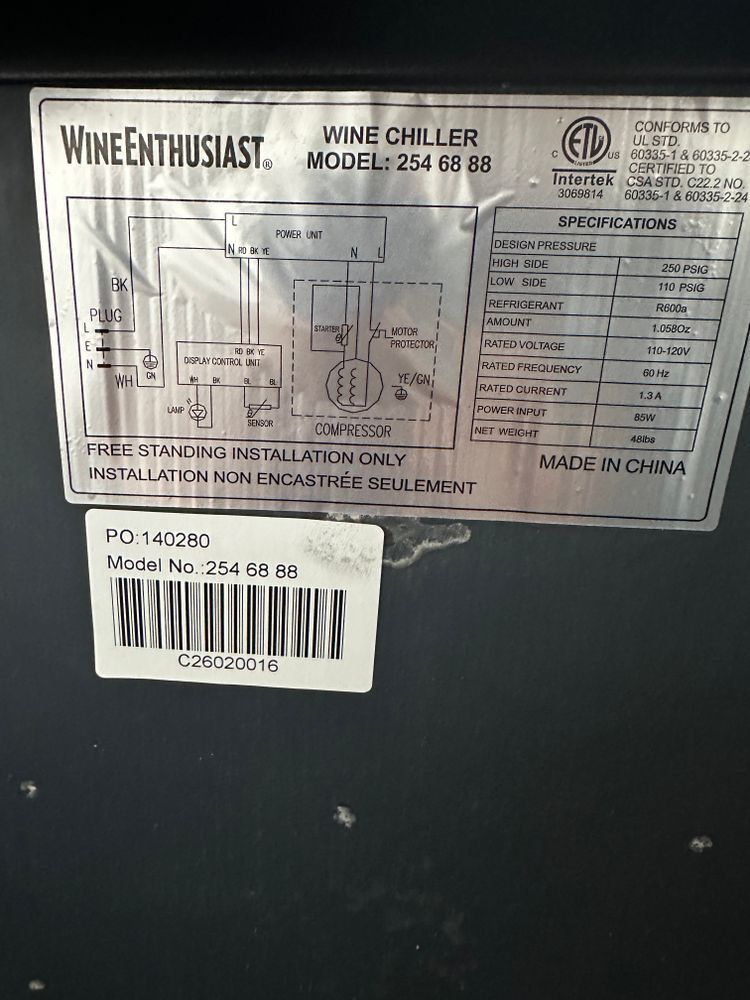 WINEENTHUSIAST®
WINE CHILLER
MODEL: 254 68 88
C ETL US
LISTED
Intertek
3069814
CONFORMS TO
UL STD.
60335-1 & 60335-2-2
CERTIFIED TO
CSA STD. C22.2 NO.
60335-1 & 60335-2-24
L
POWER UNIT
N RD BK YE
N L
BK
PLUG
L
E
N
GN
WH
RD BK YE
DISPLAY CONTROL UNIT
WH BK BL BL
LAMP
SENSOR
STARTER
MOTOR
PROTECTOR
YE/GN
COMPRESSOR
SPECIFICATIONS
DESIGN PRESSURE
HIGH SIDE 250 PSIG
LOW SIDE 110 PSIG
REFRIGERANT R600a
AMOUNT 1.058Oz
RATED VOLTAGE 110-120V
RATED FREQUENCY 60 Hz
RATED CURRENT 1.3 A
POWER INPUT 85W
NET WEIGHT 48lbs
FREE STANDING INSTALLATION ONLY
INSTALLATION NON ENCASTRÉE SEULEMENT
MADE IN CHINA
PO:140280
Model No.:254 68 88
C26020016